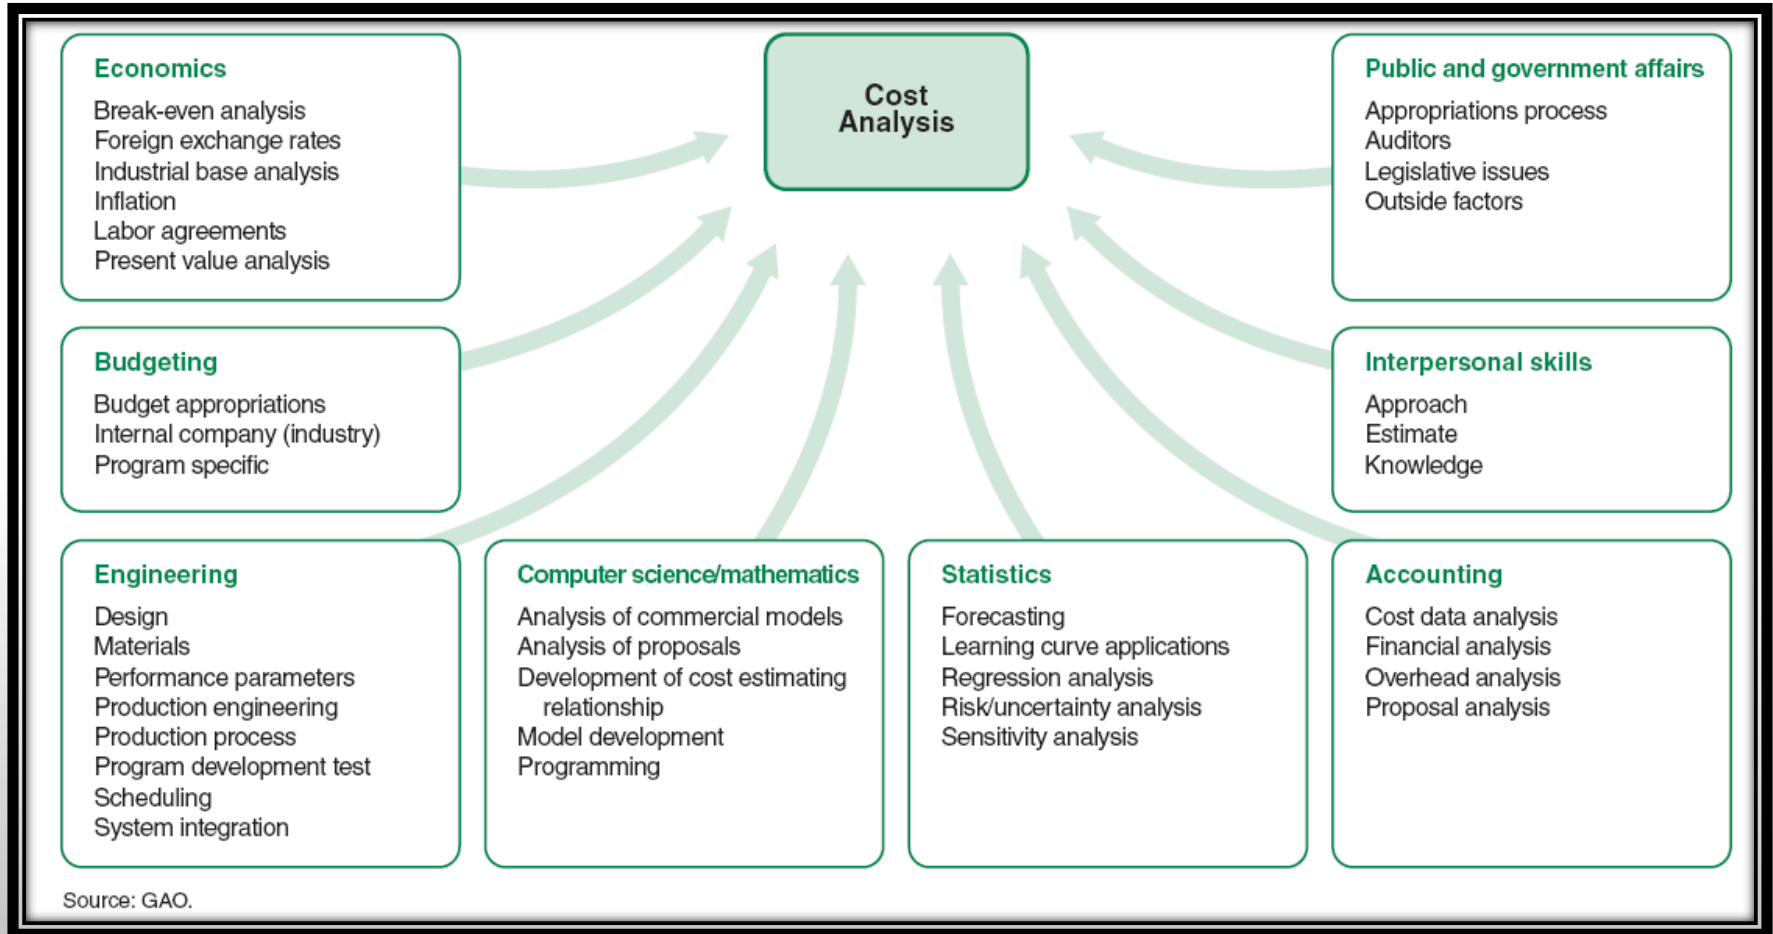 Economics
Break-even analysis
Foreign exchange rates
Industrial base analysis
Inflation
Labor agreements
Present value analysis
Cost
Analysis
Public and government affairs
Appropriations process
Auditors
Legislative issues
Outside factors
Budgeting
Budget appropriations
Internal company (industry)
Program specific
Interpersonal skills
Approach
Estimate
Knowledge
Engineering
Design
Materials
Performance parameters
Production engineering
Production process
Program development test
Scheduling
System integration
Computer science/mathematics
Analysis of commercial models
Analysis of proposals
Development of cost estimating
relationship
Model development
Programming
Statistics
Forecasting
Learning curve applications
Regression analysis
Risk/uncertainty analysis
Sensitivity analysis
Accounting
Cost data analysis
Financial analysis
Overhead analysis
Proposal analysis
Source: GAO.